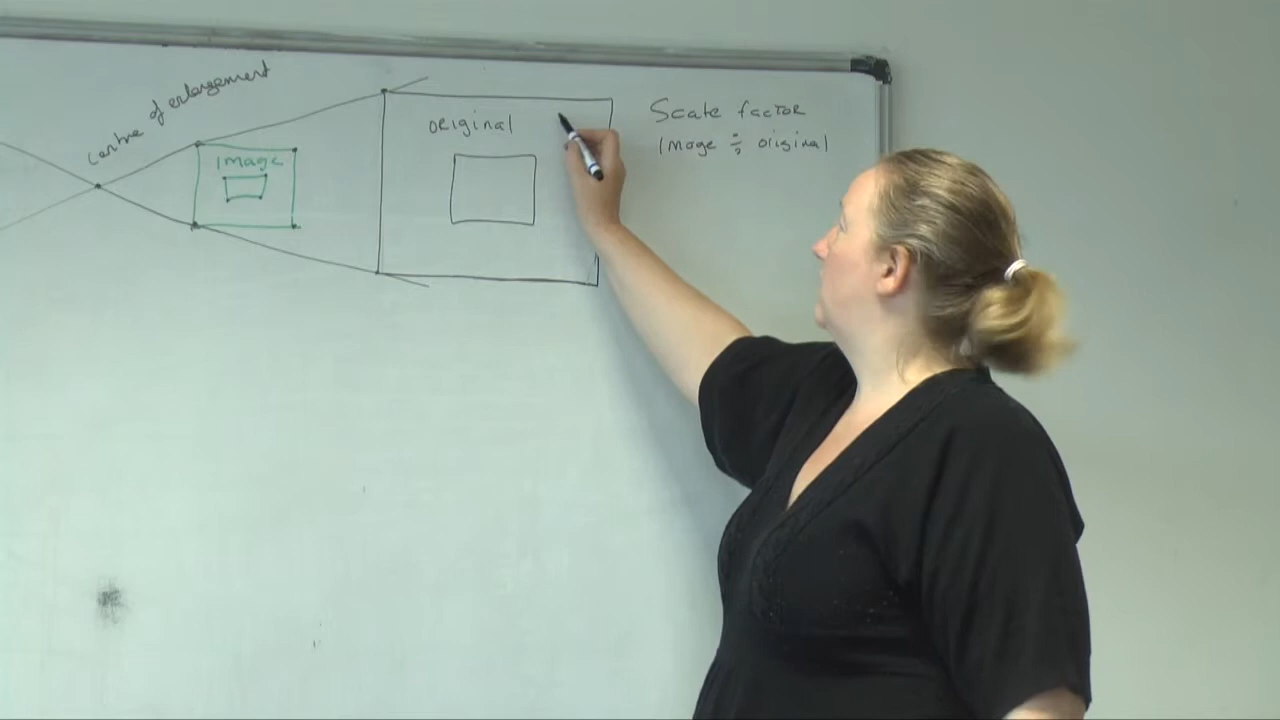 centre of enlargement
image
original
Scale factor
image ÷ original